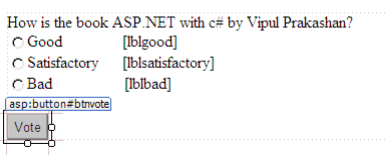 How is the book ASP.NET with c# by Vipul Prakashan?
Good [lblgood]
Satisfactory [lblsatisfactory]
Bad [lblbad]
asp:button#btnvote
Vote